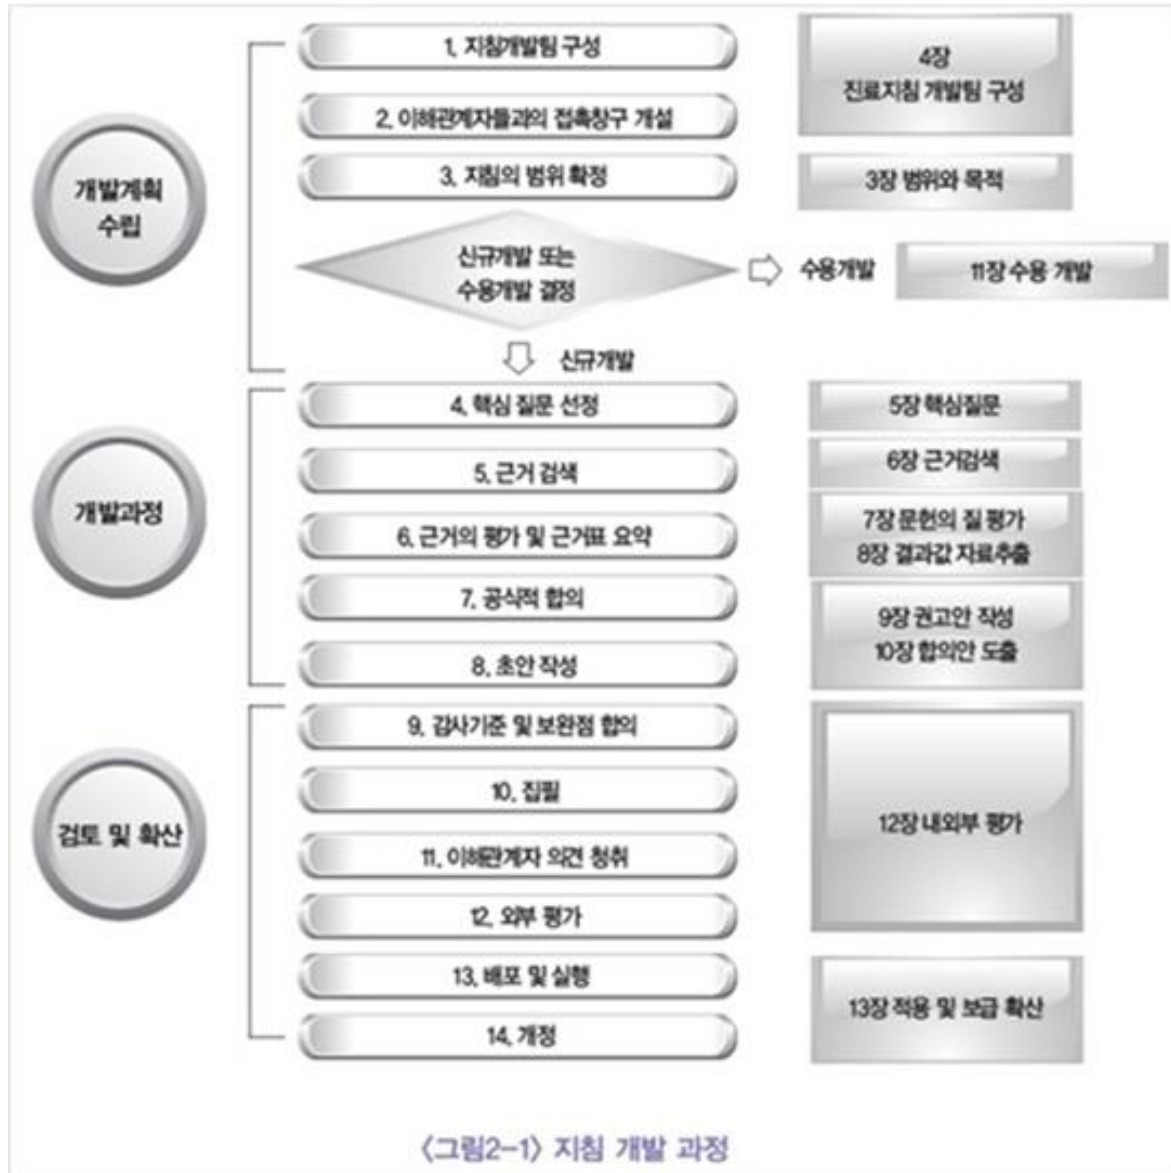 1. 지침개발팀 구성
4장
진료지침 개발팀 구성
2. 이해관계자들과의 접촉창구 개설
3. 지침의 범위 확정
3장 범위와 목적
개발계획
수립
신규개발 또는
수용개발 결정
수용개발
11장 수용 개발
신규개발
4. 핵심 질문 선정
5장 핵심질문
5. 근거 검색
6장 근거검색
개발과정
6. 근거의 평가 및 근거표 요약
7장 문헌의 질 평가
8장 결과값 자료추출
7. 공식적 합의
9장 권고안 작성
10장 합의안 도출
8. 초안 작성
9. 감사기준 및 보완점 합의
10. 집필
검토 및 확산
12장 내외부 평가
11. 이해관계자 의견 청취
12. 외부 평가
13. 배포 및 실행
13장 적용 및 보급 확산
14. 개정
<그림2-1> 지침 개발 과정